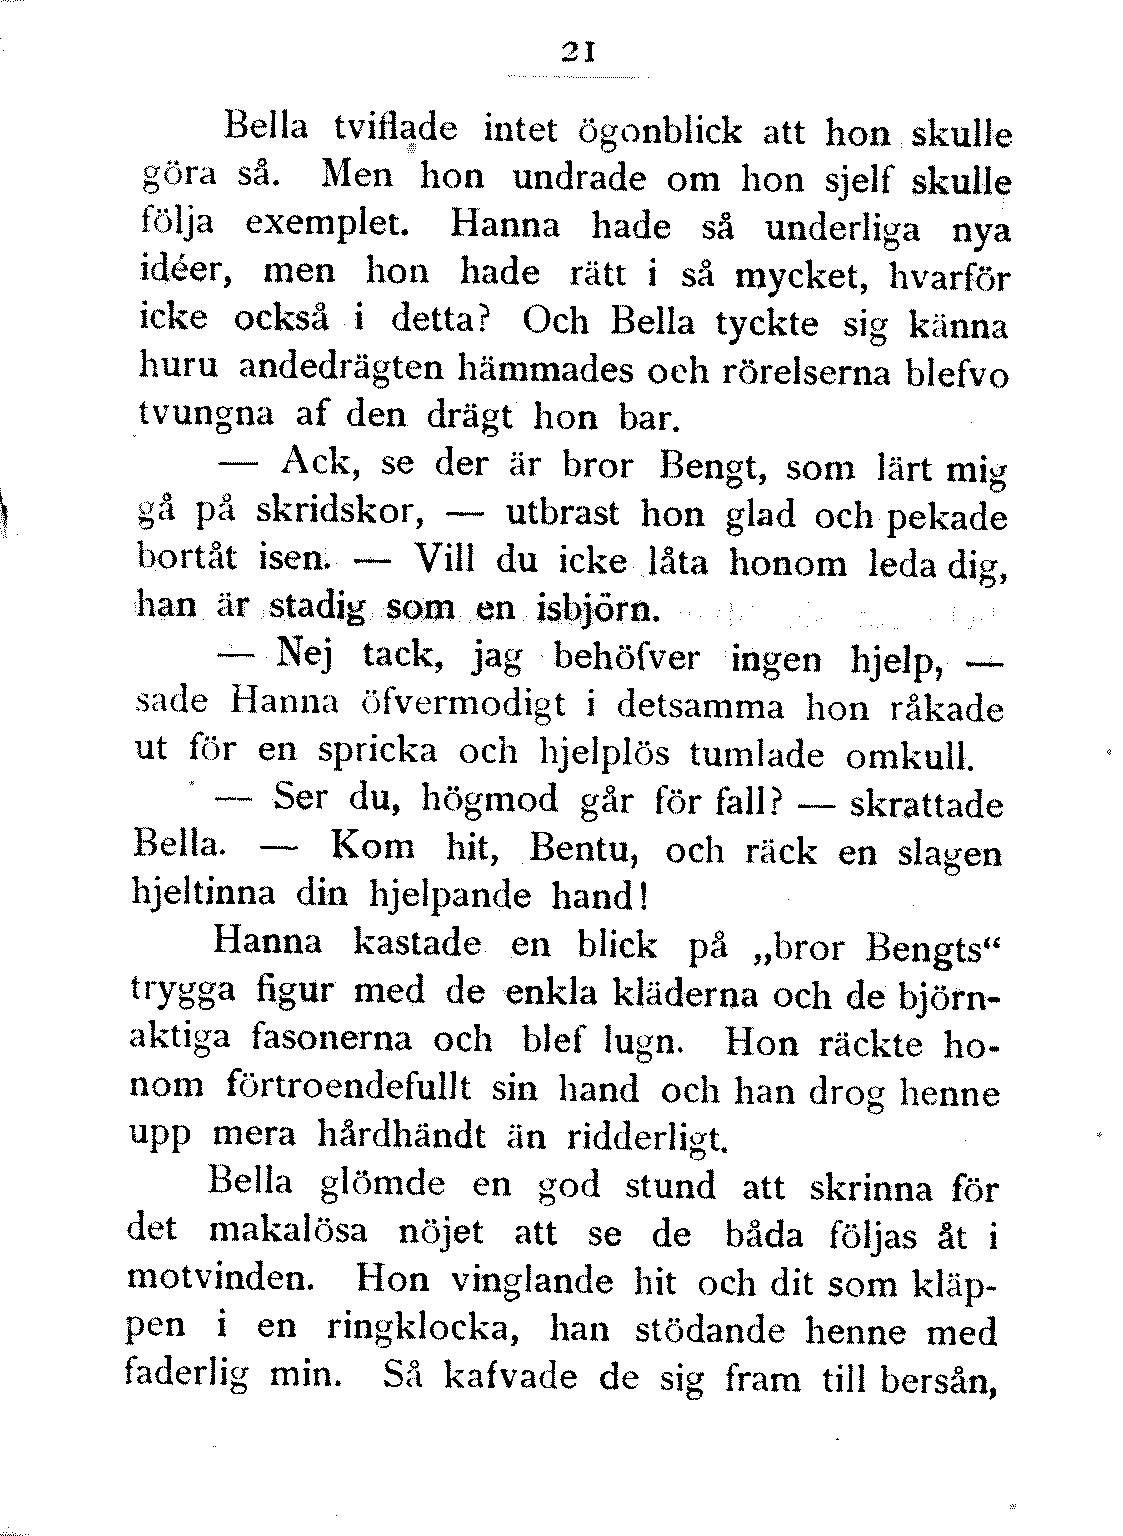 21
Bella tviflade intet ögonblick att hon skulle
göra så. Men hon undrade om hon sjelf skulle
följa exemplet. Hanna hade så underliga nya
idéer, men hon hade rätt i så mycket, hvarför
icke också i detta? Och Bella tyckte sig känna
huru andedrägten hämmades och rörelserna blefvo
tvungna af den drägt hon bar.
— Ack, se der är bror Bengt, som lärt mig
gå på skridskor, — utbrast hon glad och pekade
bortåt isen. — Vill du icke låta honom leda dig,
han är stadig som en isbjörn.
— Nej tack, jag behöfver ingen hjelp, —
sade Hanna öfvermodigt i detsamma hon råkade
ut för en spricka och hjelplös tumlade omkull.
— Ser du, högmod går för fall? — skrattade
Bella. — Kom hit, Bentu, och räck en slagen
hjeltinna din hjelpande hand!
Hanna kastade en blick på „bror Bengts“
trygga figur med de enkla kläderna och de björn-
aktiga fasonerna och blef lugn. Hon räckte ho-
nom förtroendefullt sin hand och han drog henne
upp mera hårdhändt än ridderligt.
Bella glömde en god stund att skrinna för
det makalösa nöjet att se de båda följas åt i
motvinden. Hon vinglande hit och dit som kläp-
pen i en ringklocka, han stödande henne med
faderlig min. Så kafvade de sig fram till bersån,